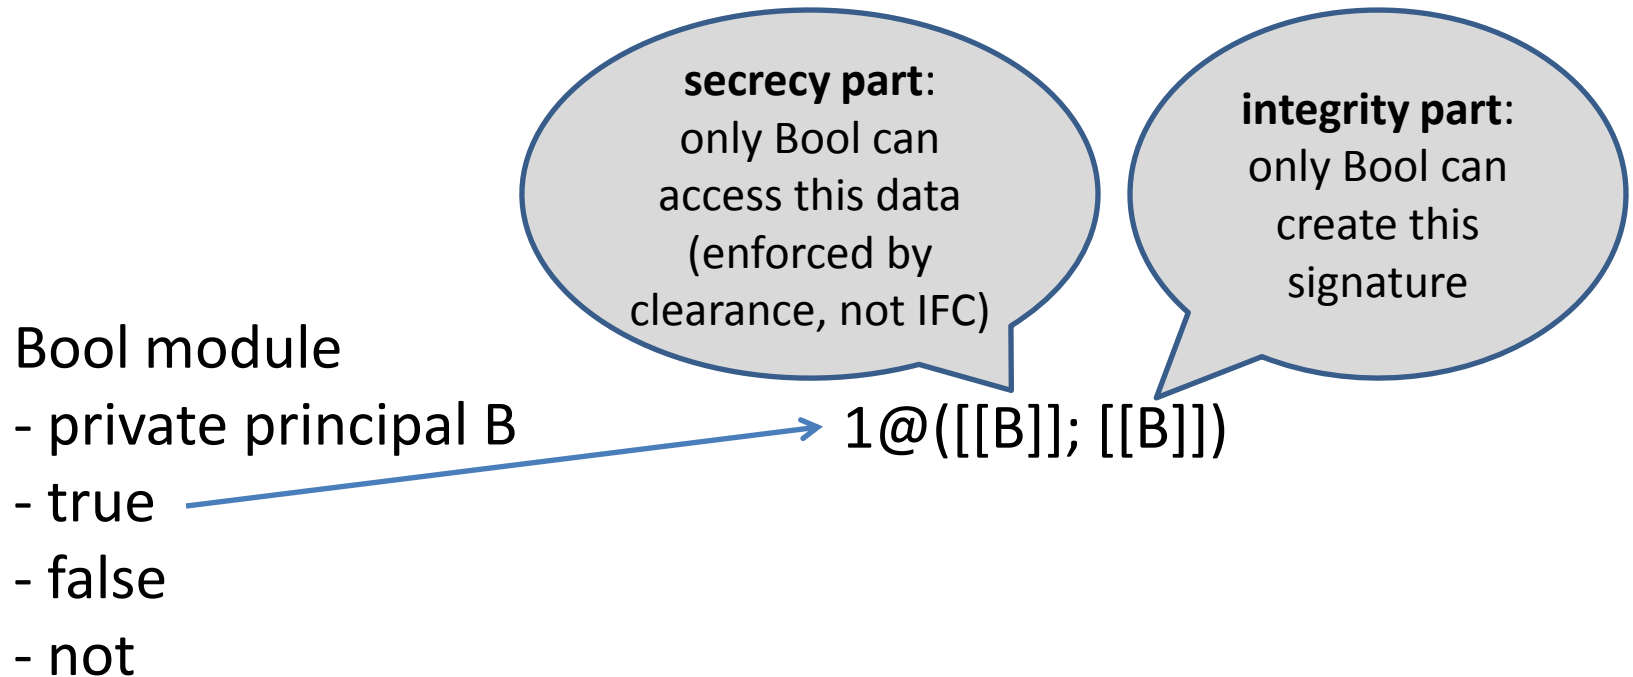 secrecy part:
only Bool can
access this data
(enforced by
clearance, not IFC)
integrity part:
only Bool can
create this
signature
Bool module
- private principal B
1@([[B]]; [[B]])
- true
- false
- not